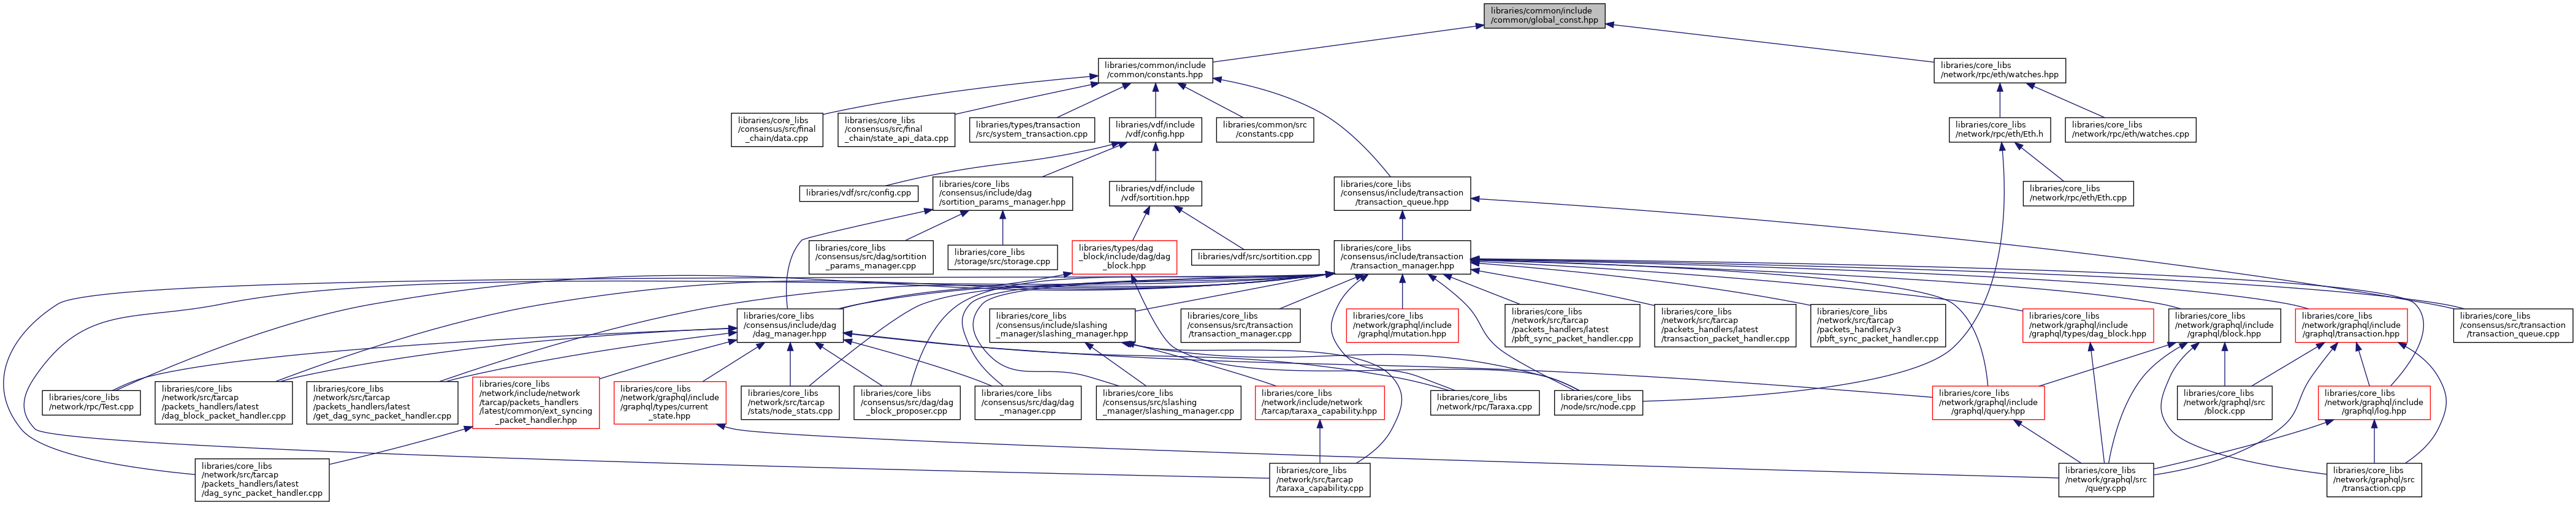 libraries/common/include
/common/global_const.hpp
libraries/common/include
/common/constants.hpp
libraries/core_libs
/network/rpc/eth/watches.hpp
libraries/core_libs
/consensus/src/final
_chain/data.cpp
libraries/core_libs
/consensus/src/final
_chain/state_api_data.cpp
libraries/types/transaction
/src/system_transaction.cpp
libraries/vdf/include
/vdf/config.hpp
libraries/common/src
/constants.cpp
libraries/core_libs
/network/rpc/eth/Eth.h
libraries/core_libs
/network/rpc/eth/watches.cpp
libraries/vdf/src/config.cpp
libraries/core_libs
/consensus/include/dag
/sortition_params_manager.hpp
libraries/vdf/include
/vdf/sortition.hpp
libraries/core_libs
/consensus/include/transaction
/transaction_queue.hpp
libraries/core_libs
/network/rpc/eth/Eth.cpp
libraries/core_libs
/consensus/src/dag/sortition
_params_manager.cpp
libraries/core_libs
/storage/src/storage.cpp
libraries/types/dag
_block/include/dag/dag
_block.hpp
libraries/vdf/src/sortition.cpp
libraries/core_libs
/consensus/include/transaction
/transaction_manager.hpp
libraries/core_libs
/consensus/include/dag
/dag_manager.hpp
libraries/core_libs
/consensus/include/slashing
_manager/slashing_manager.hpp
libraries/core_libs
/consensus/src/transaction
/transaction_manager.cpp
libraries/core_libs
/network/graphql/include
/graphql/mutation.hpp
libraries/core_libs
/network/src/tarcap
/packets_handlers/latest
/pbft_sync_packet_handler.cpp
libraries/core_libs
/network/src/tarcap
/packets_handlers/latest
/transaction_packet_handler.cpp
libraries/core_libs
/network/src/tarcap
/packets_handlers/v3
/pbft_sync_packet_handler.cpp
libraries/core_libs
/network/graphql/include
/graphql/types/dag_block.hpp
libraries/core_libs
/network/graphql/include
/graphql/block.hpp
libraries/core_libs
/network/graphql/include
/graphql/transaction.hpp
libraries/core_libs
/consensus/src/transaction
/transaction_queue.cpp
libraries/core_libs
/network/rpc/Test.cpp
libraries/core_libs
/network/src/tarcap
/packets_handlers/latest
/dag_block_packet_handler.cpp
libraries/core_libs
/network/src/tarcap
/packets_handlers/latest
/get_dag_sync_packet_handler.cpp
libraries/core_libs
/network/include/network
/tarcap/packets_handlers
/latest/common/ext_syncing
_packet_handler.hpp
libraries/core_libs
/network/graphql/include
/graphql/types/current
_state.hpp
libraries/core_libs
/network/src/tarcap
/stats/node_stats.cpp
libraries/core_libs
/consensus/src/dag/dag
_block_proposer.cpp
libraries/core_libs
/consensus/src/dag/dag
_manager.cpp
libraries/core_libs
/consensus/src/slashing
_manager/slashing_manager.cpp
libraries/core_libs
/network/include/network
/tarcap/taraxa_capability.hpp
libraries/core_libs
/network/rpc/Taraxa.cpp
libraries/core_libs
/node/src/node.cpp
libraries/core_libs
/network/graphql/include
/graphql/query.hpp
libraries/core_libs
/network/graphql/src
/block.cpp
libraries/core_libs
/network/graphql/include
/graphql/log.hpp
libraries/core_libs
/network/src/tarcap
/packets_handlers/latest
/dag_sync_packet_handler.cpp
libraries/core_libs
/network/src/tarcap
/taraxa_capability.cpp
libraries/core_libs
/network/graphql/src
/query.cpp
libraries/core_libs
/network/graphql/src
/transaction.cpp